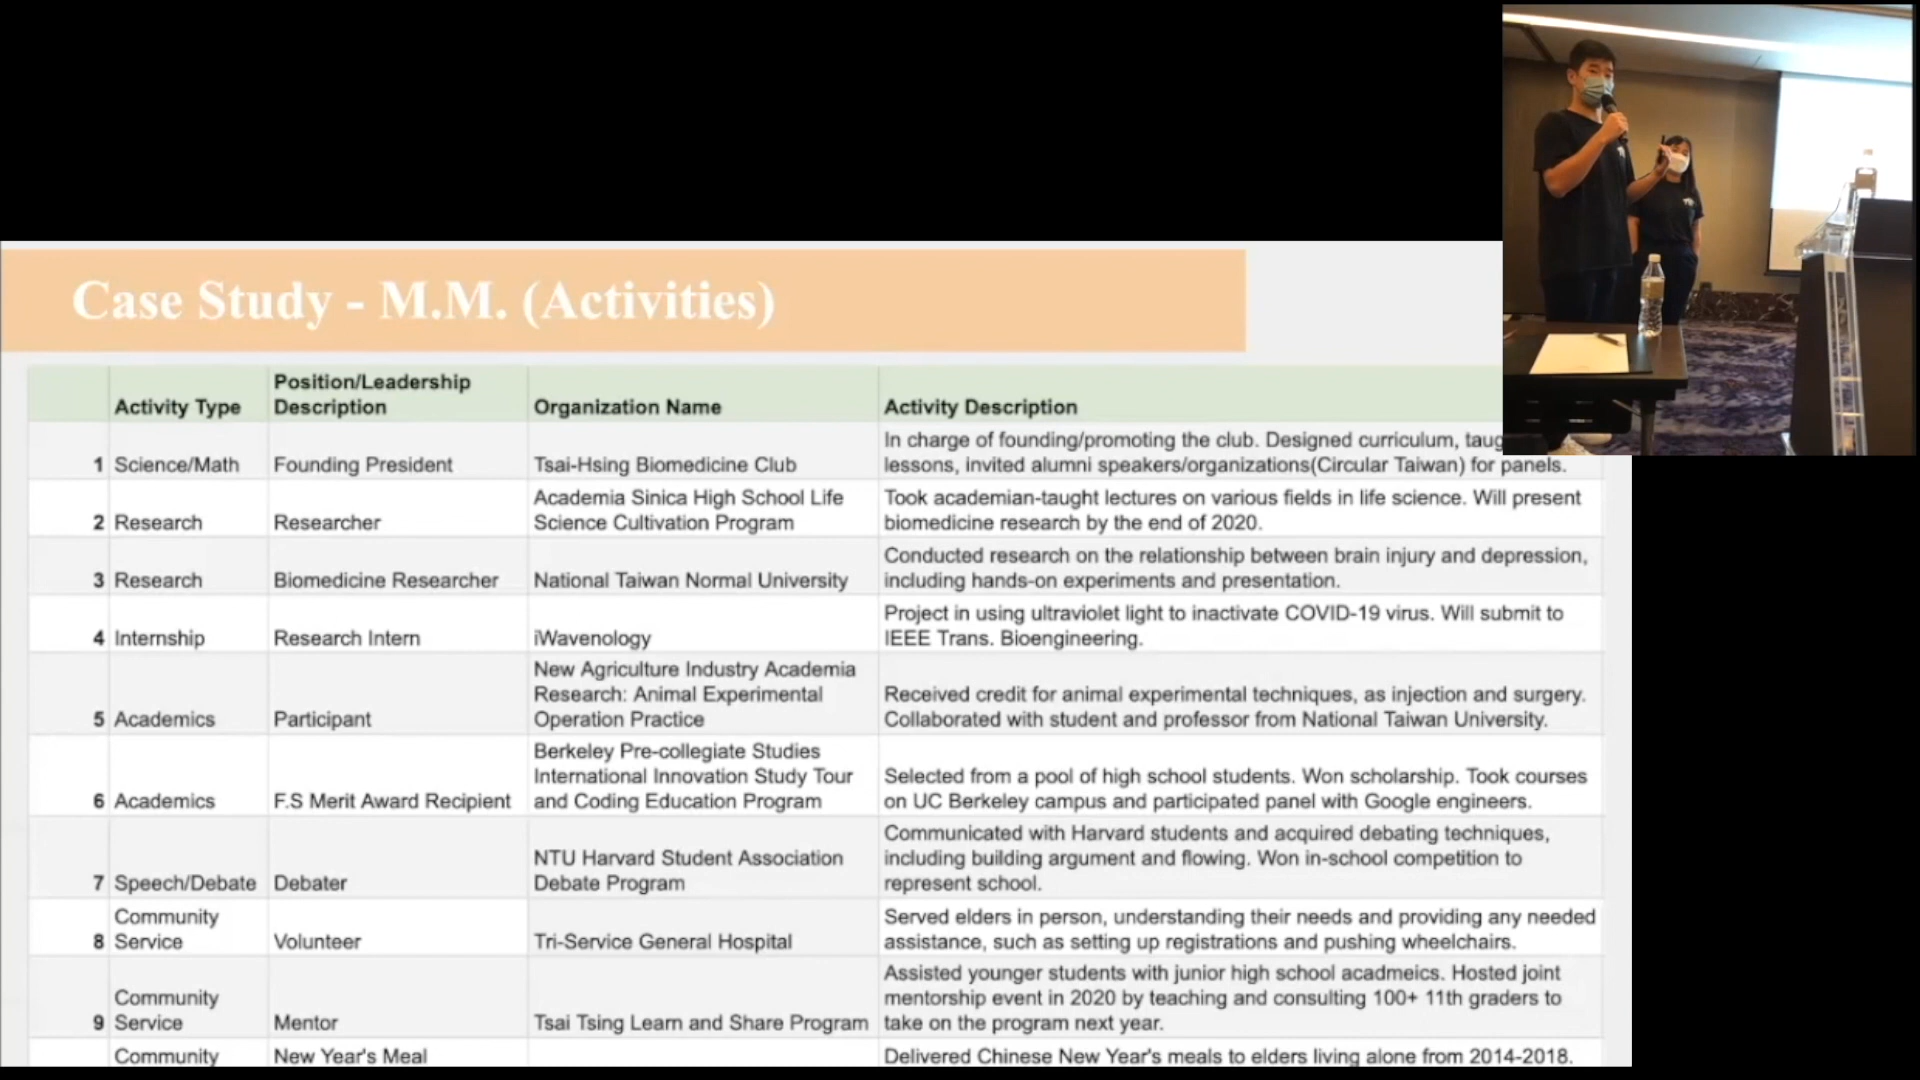 Case Study - M.M. (Activities)
Activity Type
Position/Leadership
Description
Organization Name
Activity Description
1 Science/Math
Founding President
Tsai-Hsing Biomedicine Club
In charge of founding/promoting the club. Designed curriculum,
lessons, invited alumni speakers/organizations(Circular Taiwan) for panels.
2 Research
Researcher
Academia Sinica High School Life
Science Cultivation Program
Took academian-taught lectures on various fields in life science. Will present
biomedicine research by the end of 2020.
3 Research
Biomedicine Researcher
National Taiwan Normal University
Conducted research on the relationship between brain injury and depression,
including hands-on experiments and presentation.
4 Internship
Research Intern
iWavenology
Project in using ultraviolet light to inactivate COVID-19 virus. Will submit to
IEEE Trans. Bioengineering.
5 Academics
Participant
New Agriculture Industry Academia
Research: Animal Experimental
Operation Practice
Received credit for animal experimental techniques, as injection and surgery.
Collaborated with student and professor from National Taiwan University.
6 Academics
F.S Merit Award Recipient
Berkeley Pre-collegiate Studies
International Innovation Study Tour
and Coding Education Program
Selected from a pool of high school students. Won scholarship. Took courses
on UC Berkeley campus and participated panel with Google engineers.
7 Speech/Debate
Debater
NTU Harvard Student Association
Debate Program
Communicated with Harvard students and acquired debating techniques,
including building argument and flowing. Won in-school competition to
represent school.
8 Community
Service
Volunteer
Tri-Service General Hospital
Served elders in person, understanding their needs and providing any needed
assistance, such as setting up registrations and pushing wheelchairs.
9 Community
Service
Mentor
Tsai Tsing Learn and Share Program
Assisted younger students with junior high school acadmeics. Hosted joint
mentorship event in 2020 by teaching and consulting 100+ 11th graders to
take on the program next year.
Community
New Year's Meal
Delivered Chinese New Year's meals to elders living alone from 2014-2018.